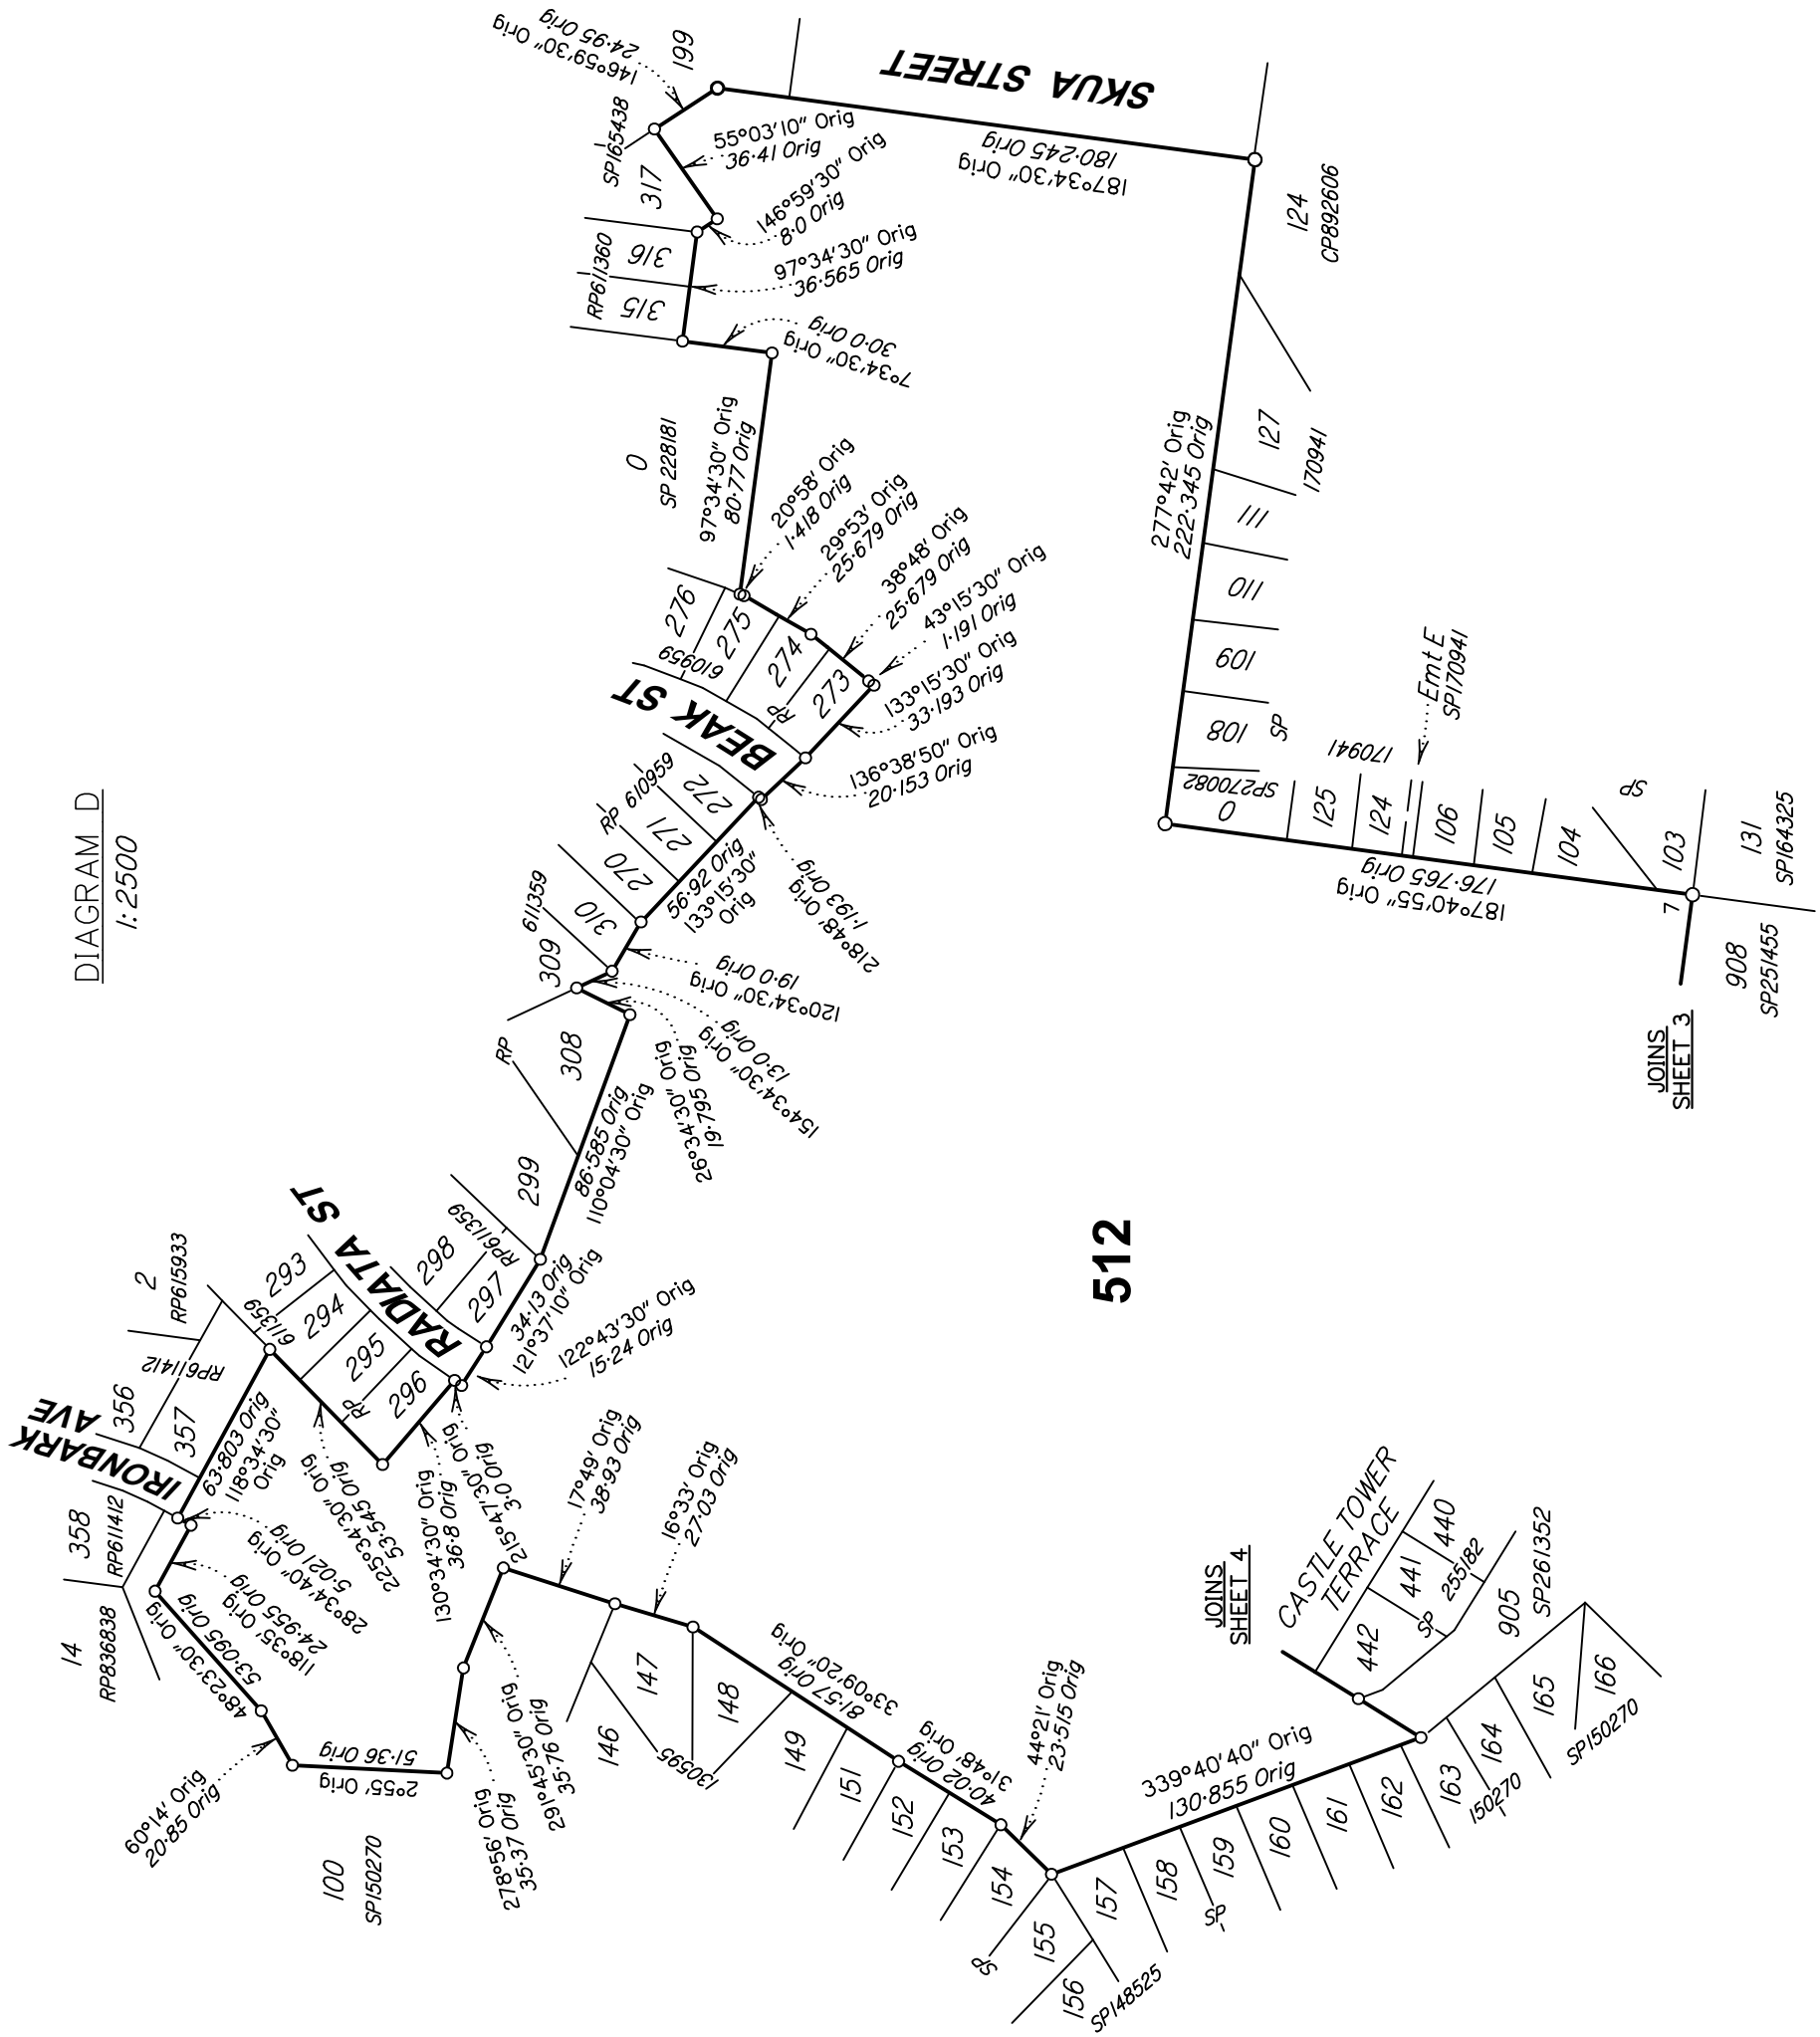 DIAGRAM D
1:2500
IRONBARK
AVE
356
357
RP611412
2
RP615933
358
RP611412
14
RP836838
63·803 Orig
118°34'30"
Orig
28°34'40" Orig
5·021 Orig
118°35' Orig
24·955 Orig
48°23'30" Orig
53·095 Orig
60°14' Orig
20·85 Orig
2°55' Orig
51·36 Orig
100
SP150270
278°56' Orig
35·37 Orig
291°45'30" Orig
35·76 Orig
225°34'30" Orig
53·545 Orig
130°34'30" Orig
36·8 Orig
215°47'30" Orig
3·0 Orig
611359
293
294
295
296
RP
RADIATA ST
298
297
RP611359
299
34·13 Orig
121°37'10" Orig
122°43'30" Orig
15·24 Orig
86·585 Orig
110°04'30" Orig
RP
308
309
611359
310
26°34'30" Orig
19·795 Orig
154°34'30" Orig
13·0 Orig
120°34'30" Orig
19·0 Orig
270
271
272
RP 610959
56·92 Orig
133°15'30"
Orig
218°48' Orig
1·193 Orig
BEAK ST
136°38'50" Orig
20·153 Orig
133°15'30" Orig
33·193 Orig
43°15'30" Orig
1·191 Orig
38°48' Orig
25·679 Orig
29°53' Orig
25·679 Orig
20°58' Orig
1·418 Orig
273
274
275
276
RP
610959
0
SP 228181
97°34'30" Orig
80·77 Orig
7°34'30" Orig
30·0 Orig
315
316
RP611360
97°34'30" Orig
36·565 Orig
146°59'30" Orig
8·0 Orig
317
SP165438
55°03'10" Orig
36·41 Orig
146°59'30" Orig
24·95 Orig
199
SKUA STREET
187°34'30" Orig
180·245 Orig
124
CP892606
277°42' Orig
222·345 Orig
127
170941
111
110
109
108
SP
0
SP270082
125
124
170941
Emt E
SP170941
106
105
104
SP
103
131
SP164325
187°40'55" Orig
176·765 Orig
7
908
SP251455
JOINS
SHEET 3
512
17°49' Orig
38·93 Orig
16°33' Orig
27·03 Orig
146
147
148
130595
149
151
81·57 Orig
33°09'20" Orig
152
153
154
40·02 Orig
31°48' Orig
44°21' Orig
23·515 Orig
SP
155
156
SP148525
157
158
159
SP
160
161
162
163
150270
164
165
166
SP150270
339°40'40" Orig
130·855 Orig
JOINS
SHEET 4
CASTLE TOWER
TERRACE
442
441
440
SP
255182
905
SP261352